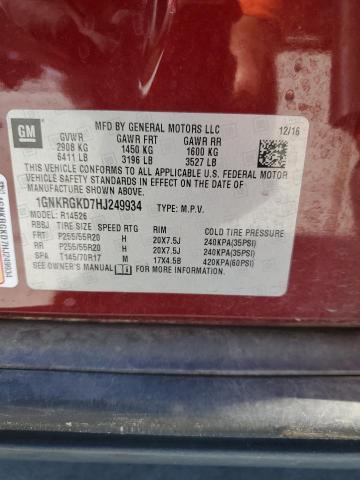 GM
MFD BY GENERAL MOTORS LLC
12/16
GVWR GAWR FRT GAWR RR
2908 KG 1450 KG 1600 KG
6411 LB 3196 LB 3527 LB
THIS VEHICLE CONFORMS TO ALL APPLICABLE U.S. FEDERAL MOTOR
VEHICLE SAFETY AND THEFT PREVENTION STANDARDS IN EFFECT ON
THE DATE OF MANUFACTURE SHOWN ABOVE.
1GNKRGKD7HJ249934 TYPE: M.P.V.
MODEL: R14526
RBBJ TIRE SIZE SPEED RTG RIM COLD TIRE PRESSURE
FRT P255/55R20 H 20X7.5J 240KPA(35PSI)
RR P255/55R20 H 20X7.5J 240KPA(35PSI)
SPA T145/70R17 M 17X4.5B 420KPA(60PSI)
SEE OWNER'S MANUAL FOR MORE INFORMATION
1GNKRGKD7HJ249934